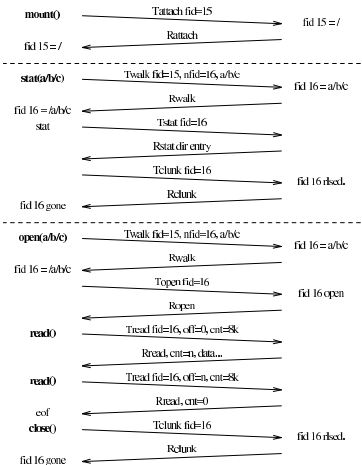 mount()
Tattach fid=15
fid 15 = /
Rattach
fid 15 = /
stat(a/b/c)
Twalk fid=15, nfid=16, a/b/c
fid 16 = a/b/c
Rwalk
fid 16 = /a/b/c
stat
Tstat fid=16
Rstat dir entry
Tclunk fid=16
fid 16 rlsed.
Rclunk
fid 16 gone
open(a/b/c)
Twalk fid=15, nfid=16, a/b/c
fid 16 = a/b/c
Rwalk
fid 16 = /a/b/c
Topen fid=16
fid 16 open
Ropen
read()
Tread fid=16, off=0, cnt=8k
Rread, cnt=n, data...
read()
Tread fid=16, off=n, cnt=8k
Rread, cnt=0
eof
close()
Tclunk fid=16
fid 16 rlsed.
Rclunk
fid 16 gone